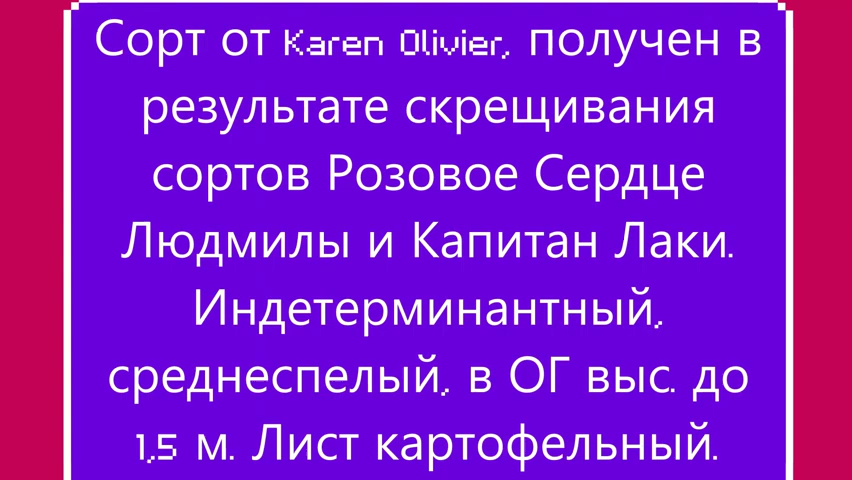 Сорт от Karen Olivier, получен в
результате скрещивания
сортов Розовое Сердце
Людмилы и Капитан Лаки.
Индетерминантный,
среднеспелый, в ОГ выс. до
1,5 м. Лист картофельный.